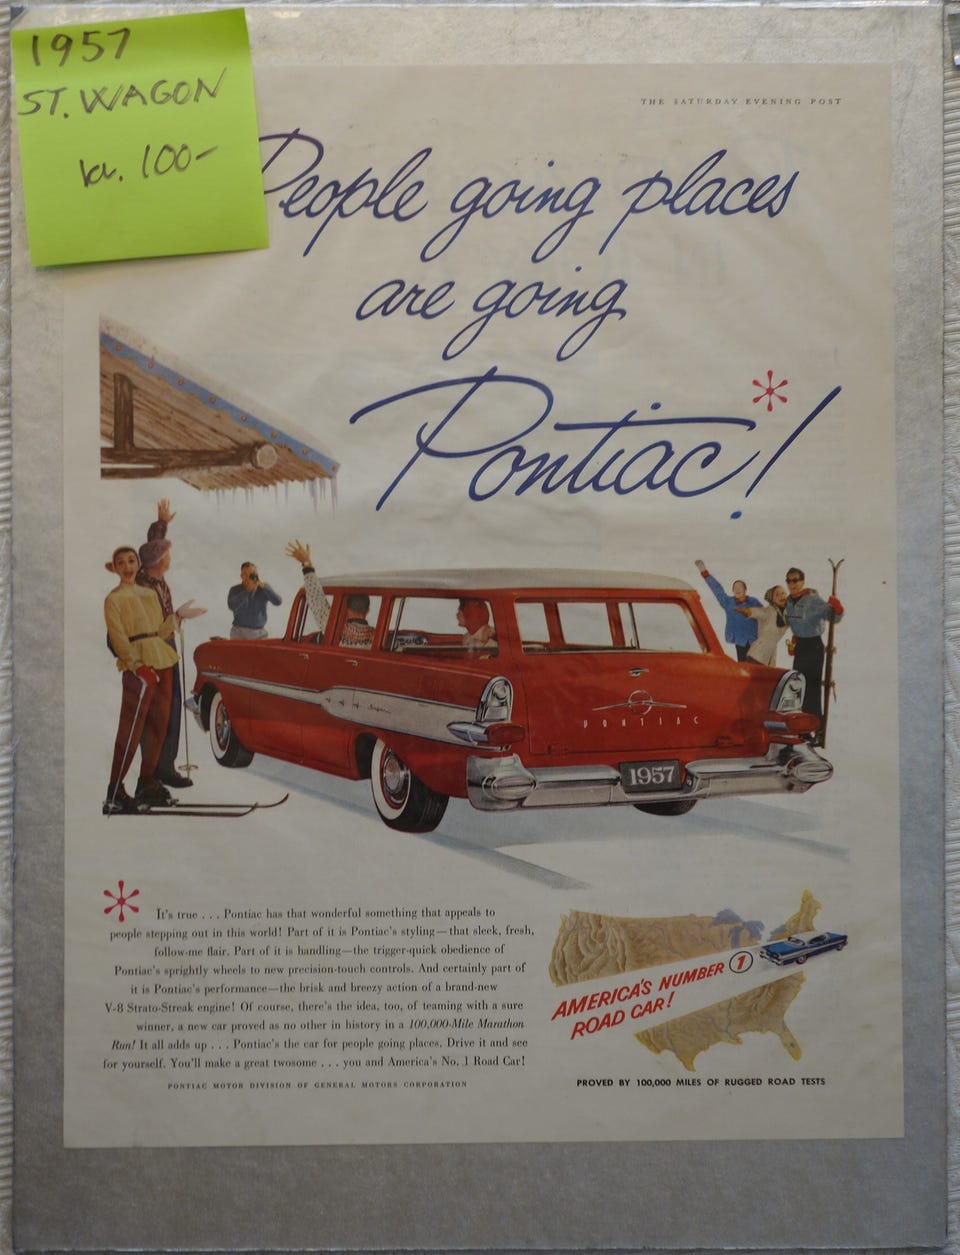 1957
ST. WAGON
kr. 100-
THE SATURDAY EVENING POST
People going places
are going
Pontiac*!
PONTIAC
1957
* It's true . . . Pontiac has that wonderful something that appeals to
people stepping out in this world! Part of it is Pontiac's styling—that sleek, fresh,
follow-me flair. Part of it is handling—the trigger-quick obedience of
Pontiac's sprightly wheels to new precision-touch controls. And certainly part of
it is Pontiac's performance—the brisk and breezy action of a brand-new
V-8 Strato-Streak engine! Of course, there's the idea, too, of teaming with a sure
winner, a new car proved as no other in history in a 100,000-Mile Marathon
Run! It all adds up . . . Pontiac's the car for people going places. Drive it and see
for yourself. You'll make a great twosome . . . you and America's No. 1 Road Car!
PONTIAC MOTOR DIVISION OF GENERAL MOTORS CORPORATION
AMERICA'S NUMBER 1
ROAD CAR!
PROVED BY 100,000 MILES OF RUGGED ROAD TESTS